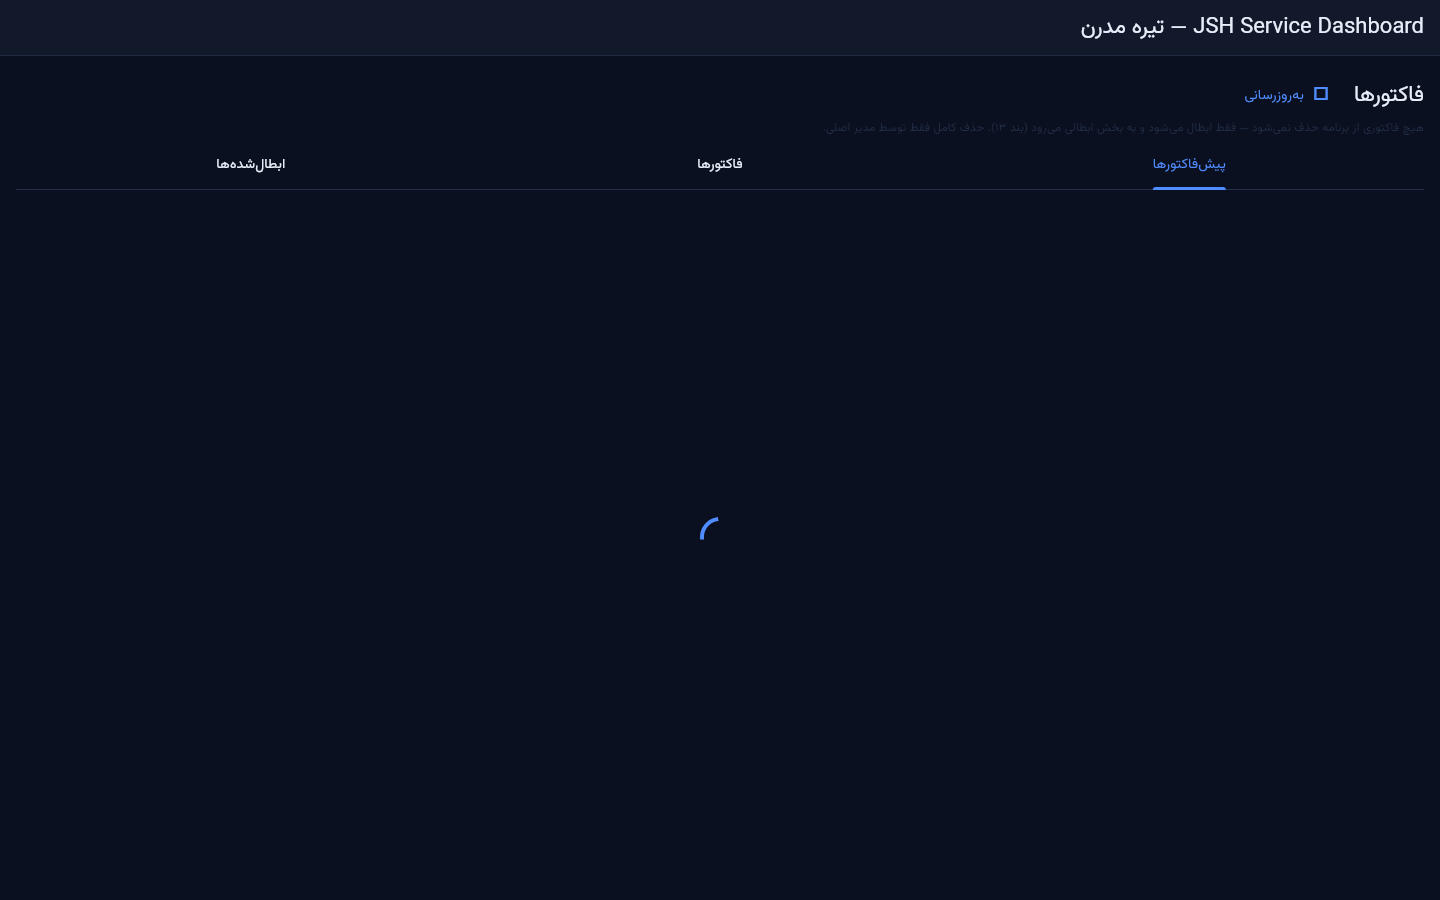 JSH Service Dashboard — تیره مدرن
فاکتورها
به‌روزرسانی
هیچ فاکتوری از برنامه حذف نمی‌شود — فقط ابطال می‌شود و به بخش ابطالی می‌رود (بند ۱۳). حذف کامل فقط توسط مدیر اصلی.
پیش‌فاکتورها
فاکتورها
ابطال‌شده‌ها